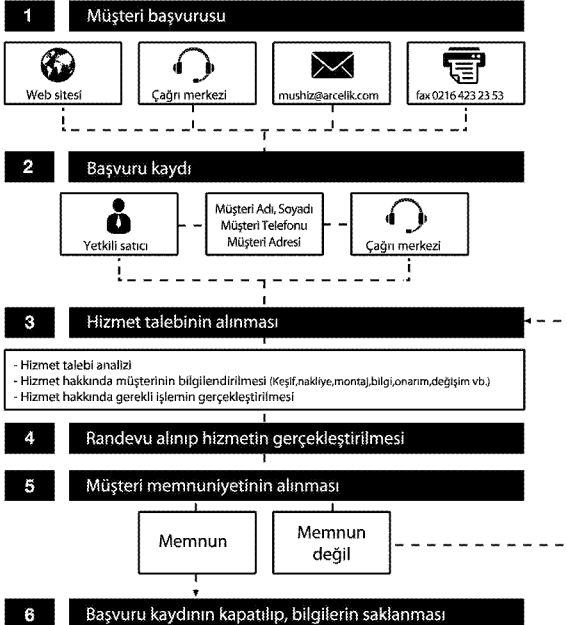 1 Müşteri başvurusu
Web sitesi
Çağrı merkezi
mushiz@arcelik.com
fax 0216 423 23 53
2 Başvuru kaydı
Yetkili satıcı
Müşteri Adı, Soyadı
Müşteri Telefonu
Müşteri Adresi
Çağrı merkezi
3 Hizmet talebinin alınması
- Hizmet talebi analizi
- Hizmet hakkında müşterinin bilgilendirilmesi (Keşif,nakliye,montaj,bilgi,onarım,değişim vb.)
- Hizmet hakkında gerekli işlemin gerçekleştirilmesi
4 Randevu alınıp hizmetin gerçekleştirilmesi
5 Müşteri memnuniyetinin alınması
Memnun
Memnun
değil
6 Başvuru kaydının kapatılıp, bilgilerin saklanması